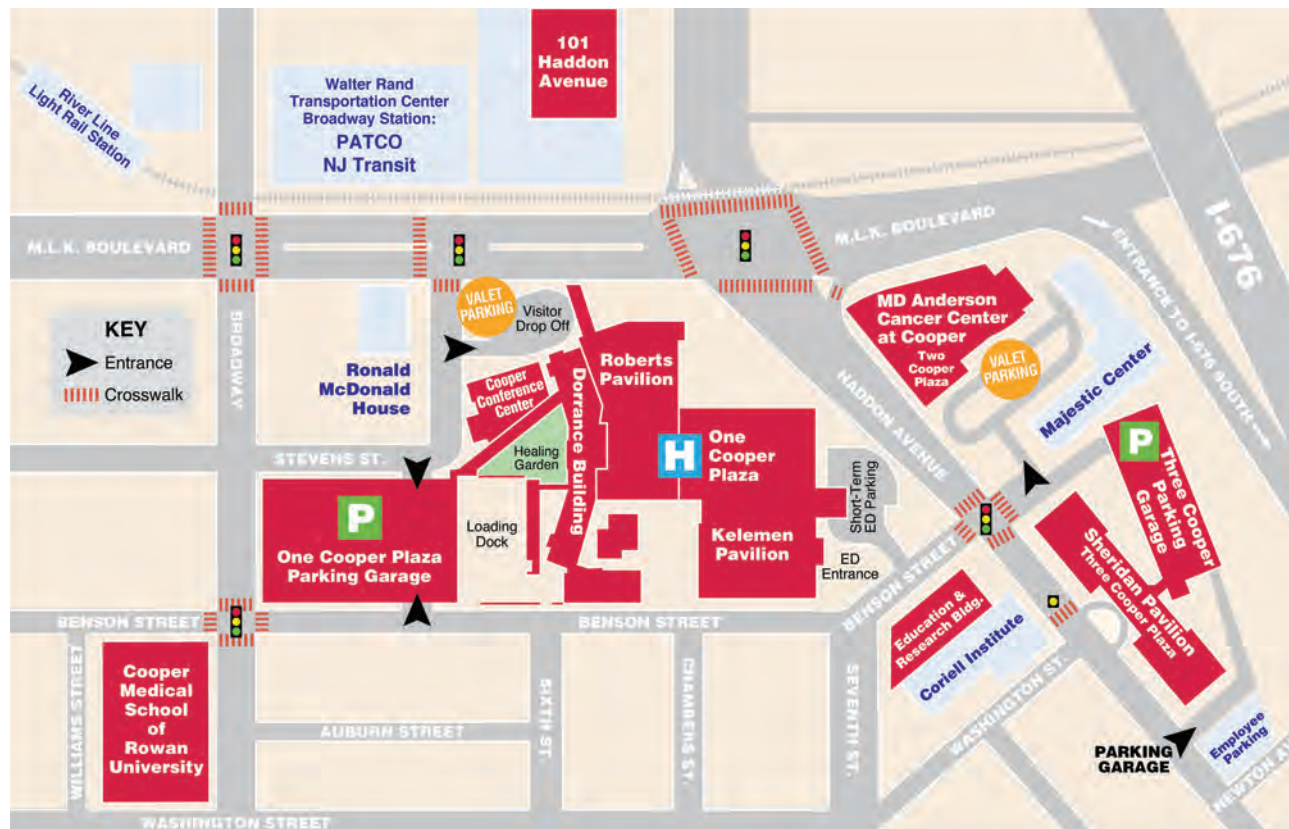 101
Haddon
Avenue
River Line
Light Rail Station
Walter Rand
Transportation Center
Broadway Station:
PATCO
NJ Transit
M.L.K. BOULEVARD
M.L.K. BOULEVARD
ENTRANCE TO I-676 SOUTH
I-676
KEY
Entrance
Crosswalk
BROADWAY
VALET
PARKING
Visitor
Drop Off
Ronald
McDonald
House
Cooper
Conference
Center
Dorrance Building
Roberts
Pavilion
MD Anderson
Cancer Center
at Cooper
Two
Cooper
Plaza
VALET
PARKING
Majestic Center
HADDON AVENUE
STEVENS ST.
Healing
Garden
H
One
Cooper
Plaza
Short-Term
ED Parking
P
Three Cooper
Parking
Garage
P
One Cooper Plaza
Parking Garage
Loading
Dock
Kelemen
Pavilion
ED
Entrance
Sheridan Pavilion
Three Cooper Plaza
BENSON STREET
BENSON STREET
BENSON STREET
Education &
Research Bldg.
Coriell Institute
WASHINGTON ST.
Cooper
Medical
School
of
Rowan
University
WILLIAMS STREET
AUBURN STREET
SIXTH ST.
CHAMBENS ST.
SEVENTH ST.
PARKING
GARAGE
Employee
Parking
NEWTON AV
WASHINGTON STREET